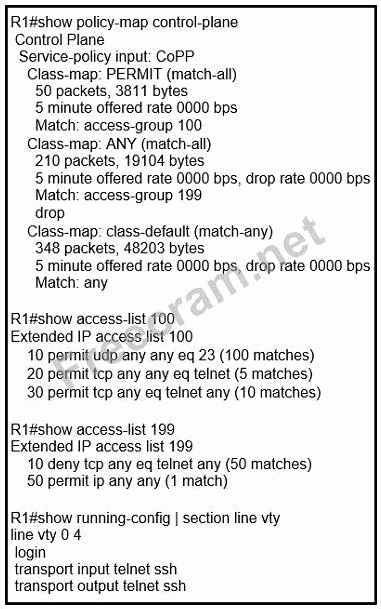 R1#show policy-map control-plane
Control Plane
Service-policy input: CoPP
Class-map: PERMIT (match-all)
50 packets, 3811 bytes
5 minute offered rate 0000 bps
Match: access-group 100
Class-map: ANY (match-all)
210 packets, 19104 bytes
5 minute offered rate 0000 bps, drop rate 0000 bps
Match: access-group 199
drop
Class-map: class-default (match-any)
348 packets, 48203 bytes
5 minute offered rate 0000 bps, drop rate 0000 bps
Match: any
R1#show access-list 100
Extended IP access list 100
10 permit udp any any eq 23 (100 matches)
20 permit tcp any any eq telnet (5 matches)
30 permit tcp any eq telnet any (10 matches)
R1#show access-list 199
Extended IP access list 199
10 deny tcp any eq telnet any (50 matches)
50 permit ip any any (1 match)
R1#show running-config | section line vty
line vty 0 4
login
transport input telnet ssh
transport output telnet ssh
Freecram.net